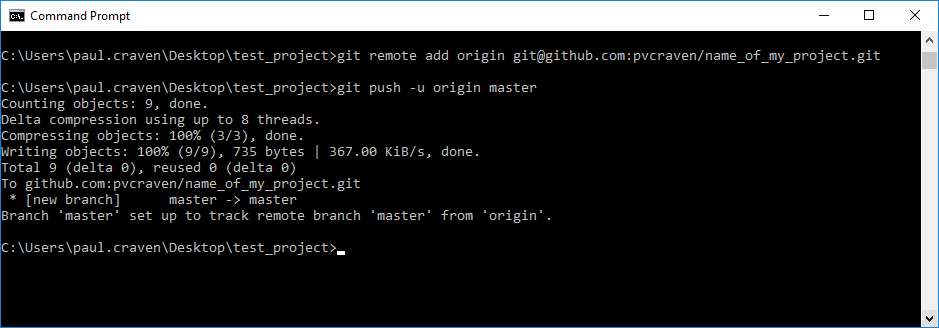 Command Prompt
C:\Users\paul.craven\Desktop\test_project>git remote add origin git@github.com:pvcraven/name_of_my_project.git
C:\Users\paul.craven\Desktop\test_project>git push -u origin master
Counting objects: 9, done.
Delta compression using up to 8 threads.
Compressing objects: 100% (3/3), done.
Writing objects: 100% (9/9), 735 bytes | 367.00 KiB/s, done.
Total 9 (delta 0), reused 0 (delta 0)
To github.com:pvcraven/name_of_my_project.git
 * [new branch]      master -> master
Branch 'master' set up to track remote branch 'master' from 'origin'.
C:\Users\paul.craven\Desktop\test_project>